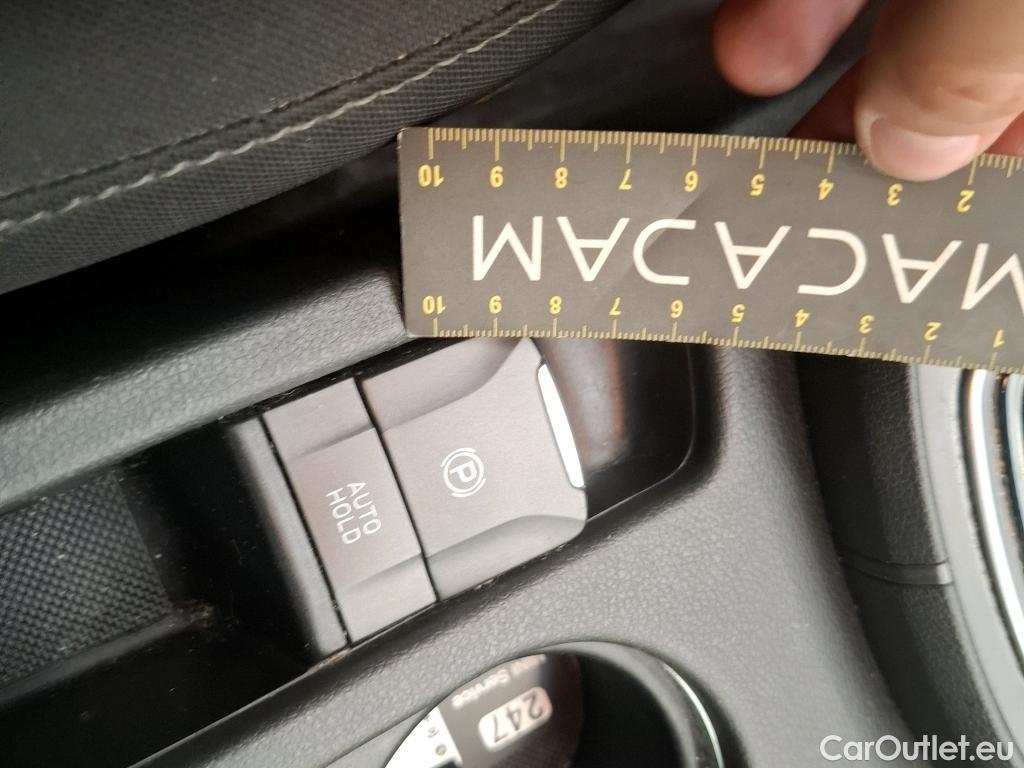 10 9 8 7 6 5 4 3 2
MACADAM
10 9 8 7 6 5 4 3 2 1
P
AUTO
HOLD
Service
247
CarOutlet.eu